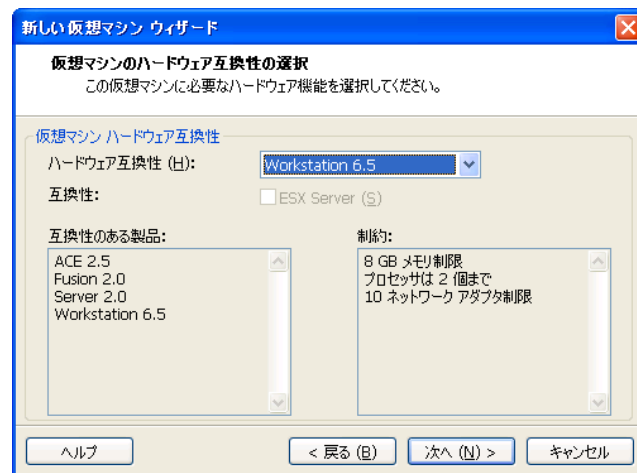 新しい仮想マシン ウィザード
仮想マシンのハードウェア互換性の選択
この仮想マシンに必要なハードウェア機能を選択してください。
仮想マシン ハードウェア互換性
ハードウェア互換性 (H): Workstation 6.5
互換性: ESX Server (S)
互換性のある製品:
ACE 2.5
Fusion 2.0
Server 2.0
Workstation 6.5
制約:
8 GB メモリ制限
プロセッサは 2 個まで
10 ネットワーク アダプタ制限
ヘルプ
< 戻る (B)
次へ (N) >
キャンセル